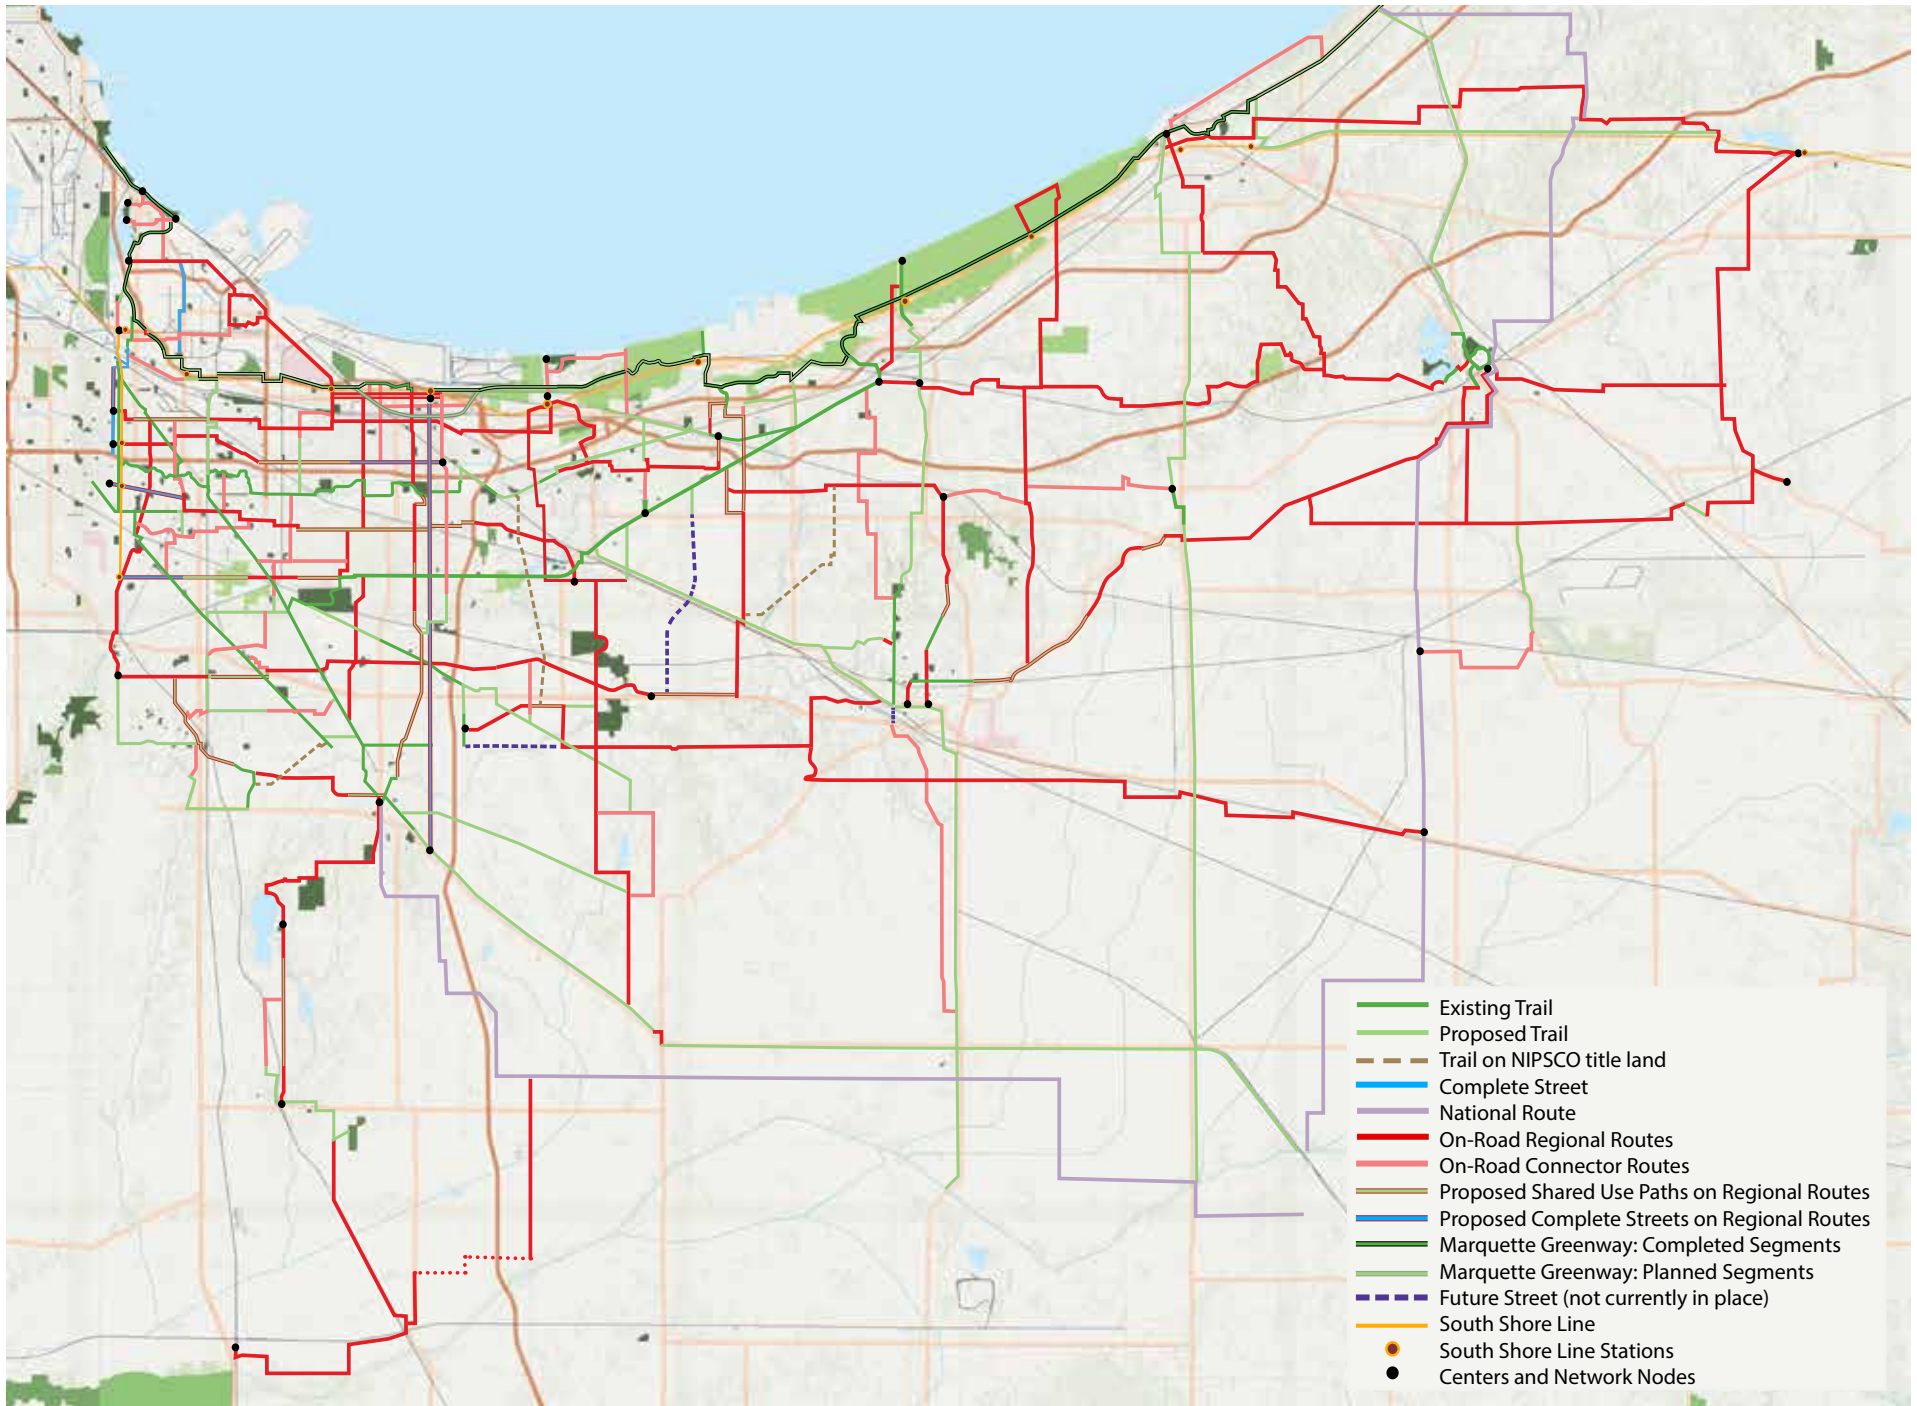 Existing Trail
Proposed Trail
Trail on NIPSCO title land
Complete Street
National Route
On-Road Regional Routes
On-Road Connector Routes
Proposed Shared Use Paths on Regional Routes
Proposed Complete Streets on Regional Routes
Marquette Greenway: Completed Segments
Marquette Greenway: Planned Segments
Future Street (not currently in place)
South Shore Line
South Shore Line Stations
Centers and Network Nodes